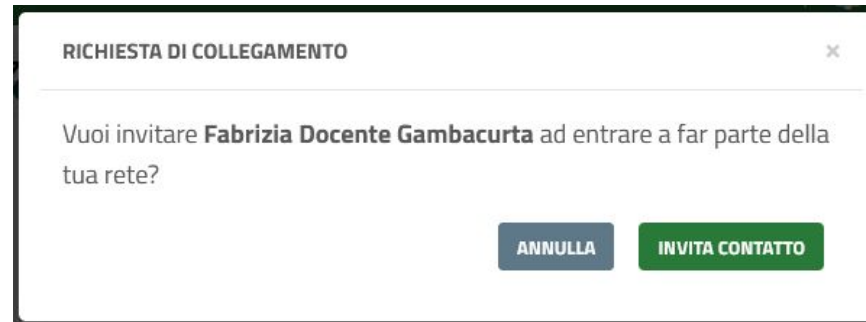 RICHIESTA DI COLLEGAMENTO ×
Vuoi invitare Fabrizia Docente Gambacurta ad entrare a far parte della
tua rete?
ANNULLA INVITA CONTATTO